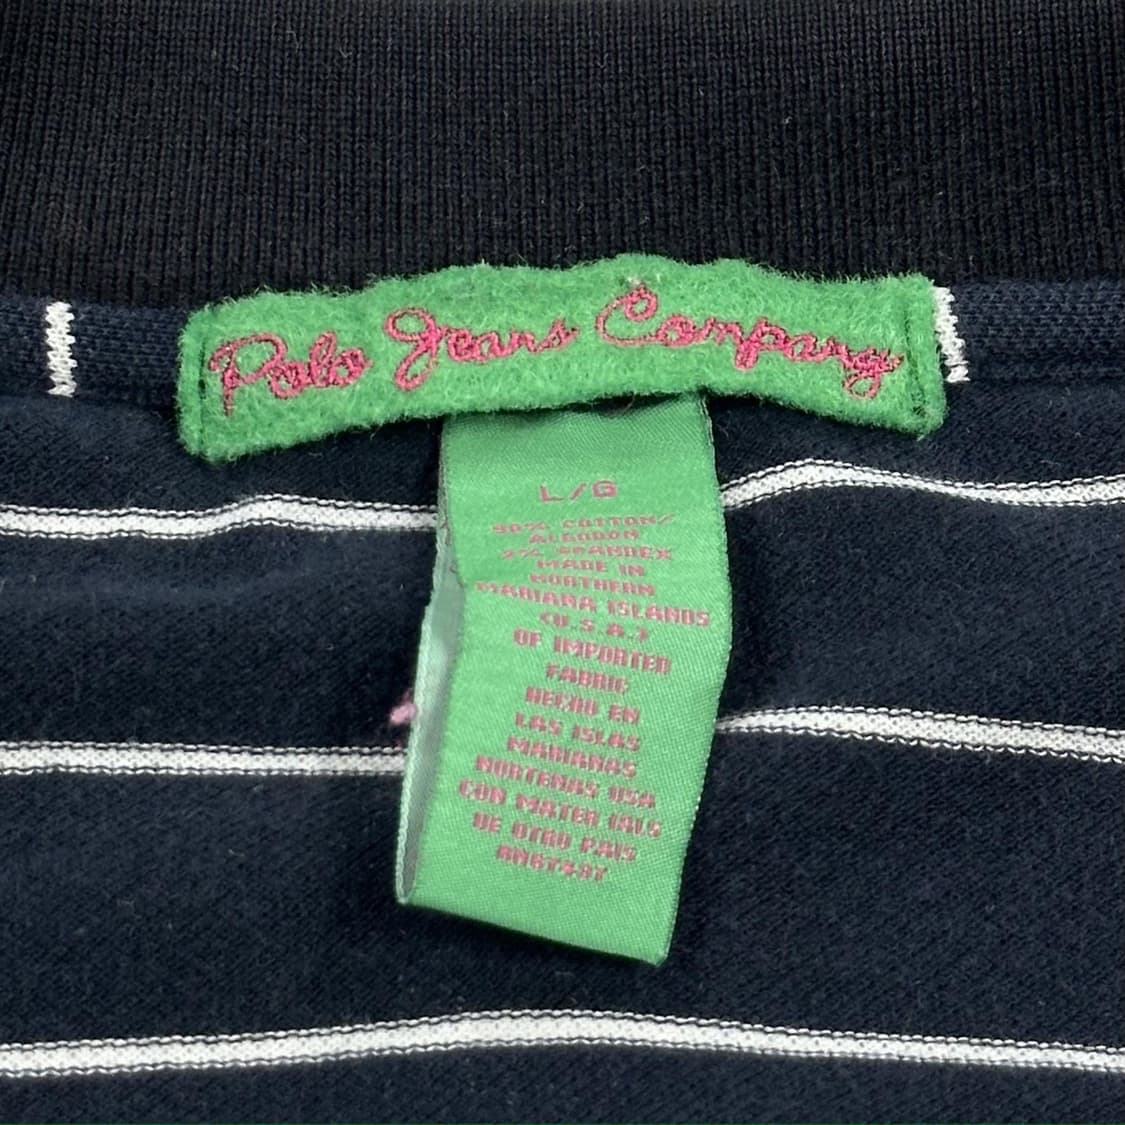 Polo Jeans Company
L/G
98% COTTON/
ALGODON
2% SPANDEX
MADE IN
NORTHERN
MARIANA ISLANDS
(U.S.A.)
OF IMPORTED
FABRIC
HECHO EN
LAS ISLAS
MARIANAS
NORTENAS USA
CON MATERIALS
DE OTRO PAIS